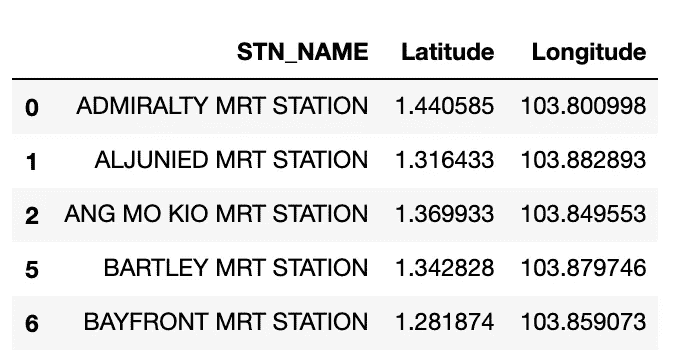 STN_NAME Latitude Longitude
0 ADMIRALTY MRT STATION 1.440585 103.800998
1 ALJUNIED MRT STATION 1.316433 103.882893
2 ANG MO KIO MRT STATION 1.369933 103.849553
5 BARTLEY MRT STATION 1.342828 103.879746
6 BAYFRONT MRT STATION 1.281874 103.859073